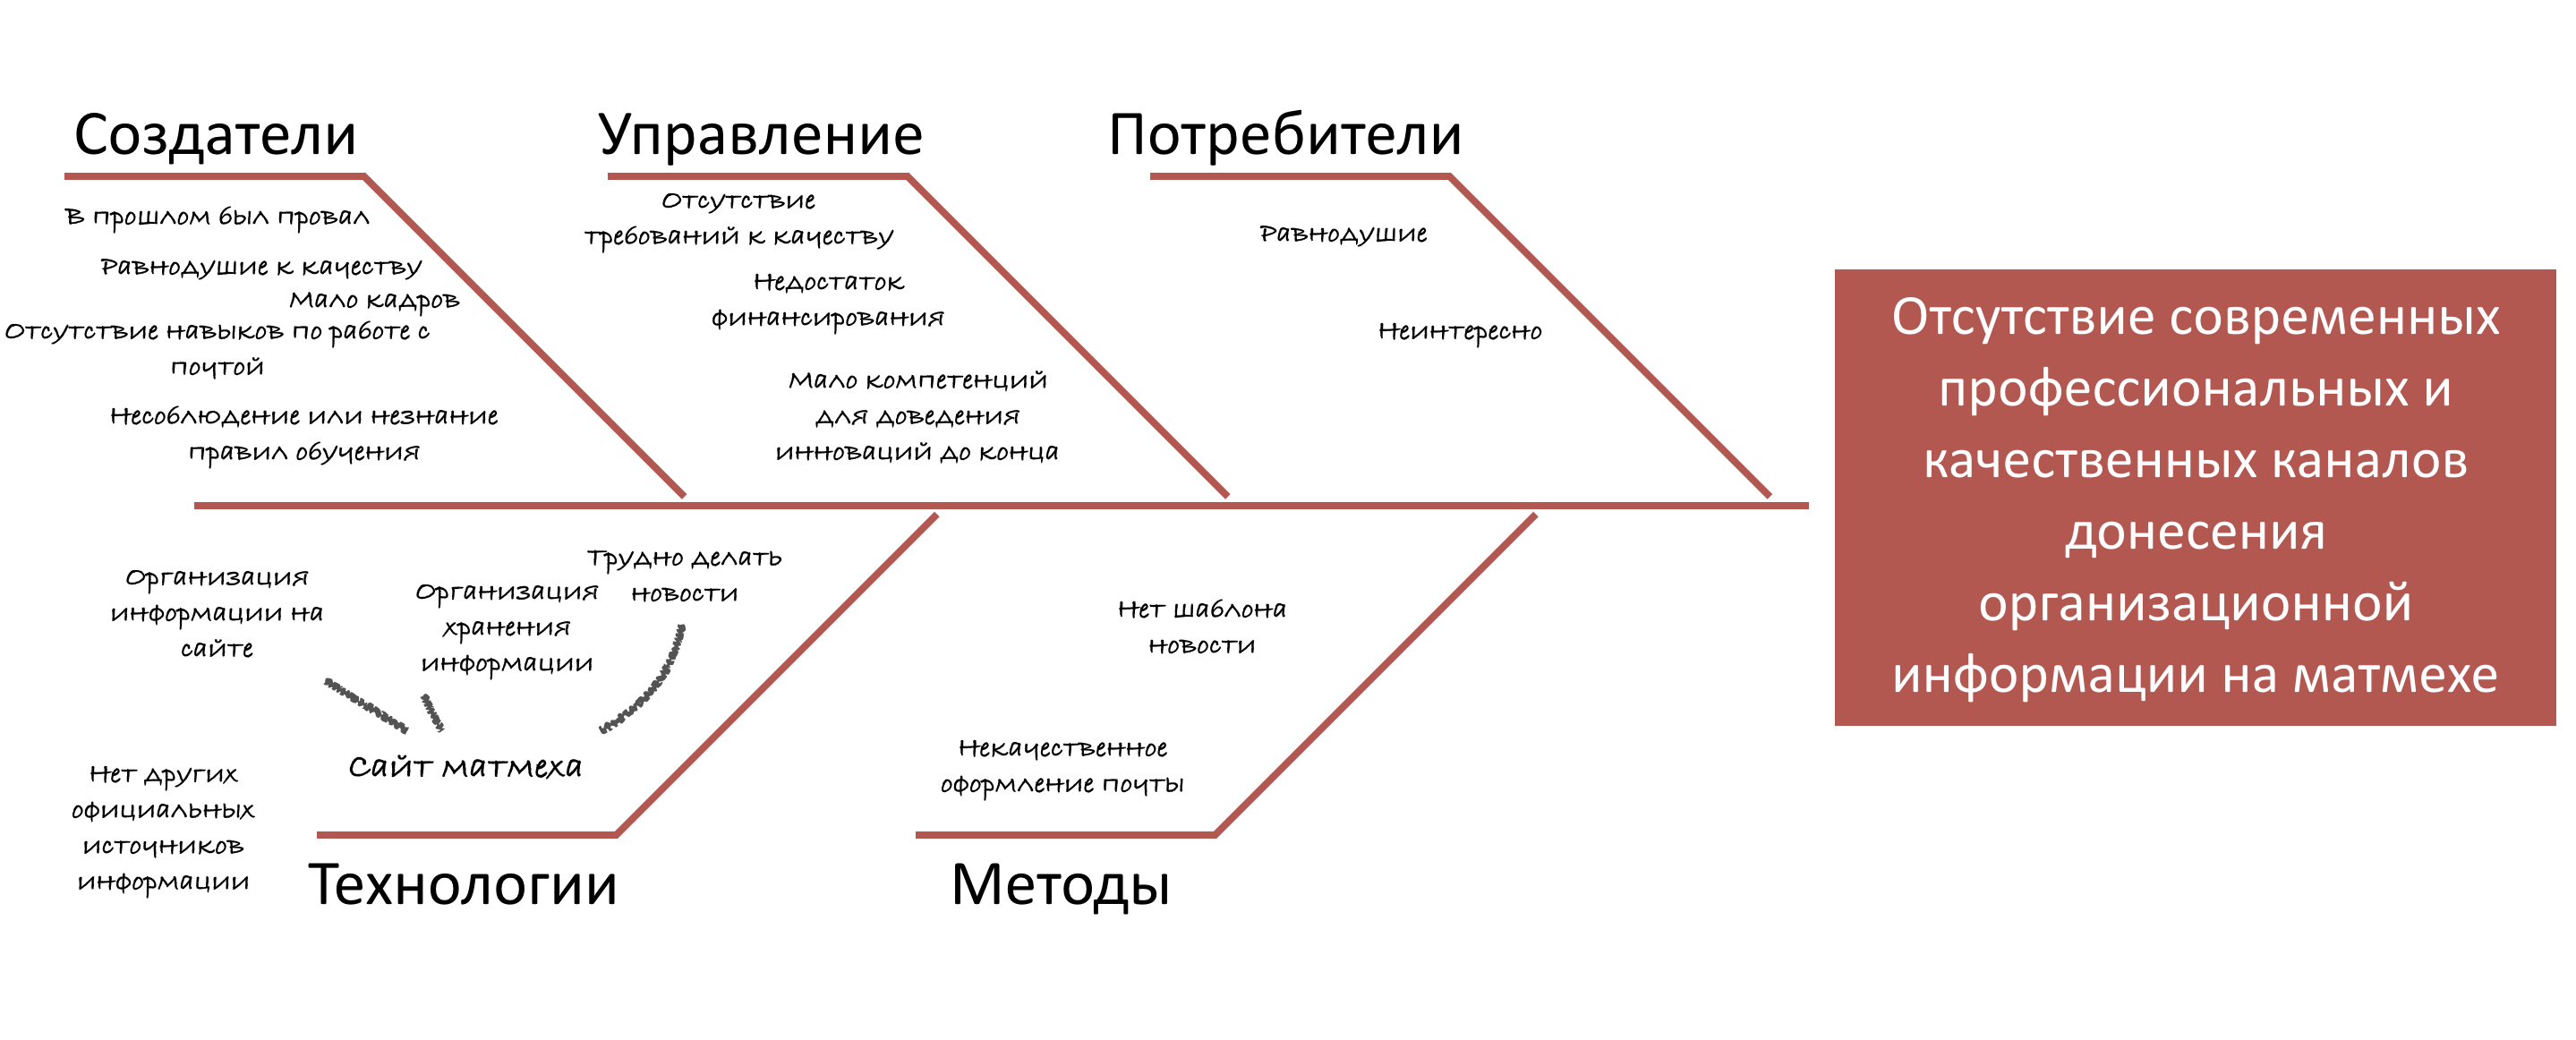 Создатели
В прошлом был провал
Равнодушие к качеству
Мало кадров
Отсутствие навыков по работе с
почтой
Несоблюдение или незнание
правил обучения
Управление
Отсутствие
требований к качеству
Недостаток
финансирования
Мало компетенций
для доведения
инноваций до конца
Потребители
Равнодушие
Неинтересно
Отсутствие современных
профессиональных и
качественных каналов
донесения
организационной
информации на матмехе
Организация
информации на
сайте
Организация
хранения
информации
Трудно делать
новости
Сайт матмеха
Нет других
официальных
источников
информации
Технологии
Нет шаблона
новости
Некачественное
оформление почты
Методы